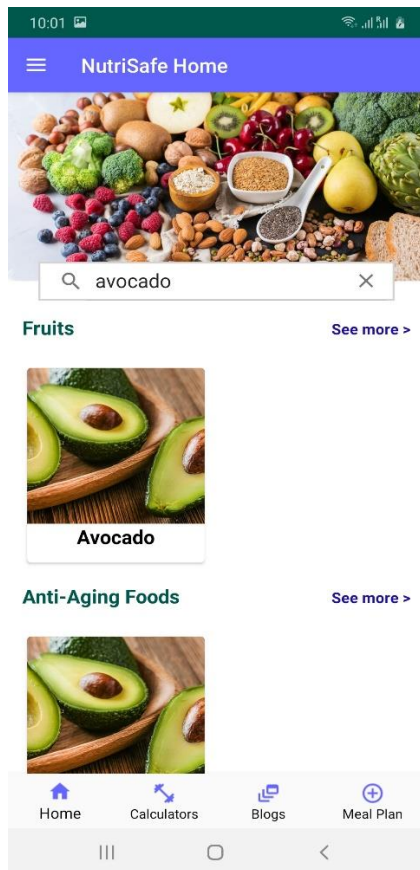 10:01
NutriSafe Home
avocado
Fruits
See more >
Avocado
Anti-Aging Foods
See more >
Home
Calculators
Blogs
Meal Plan